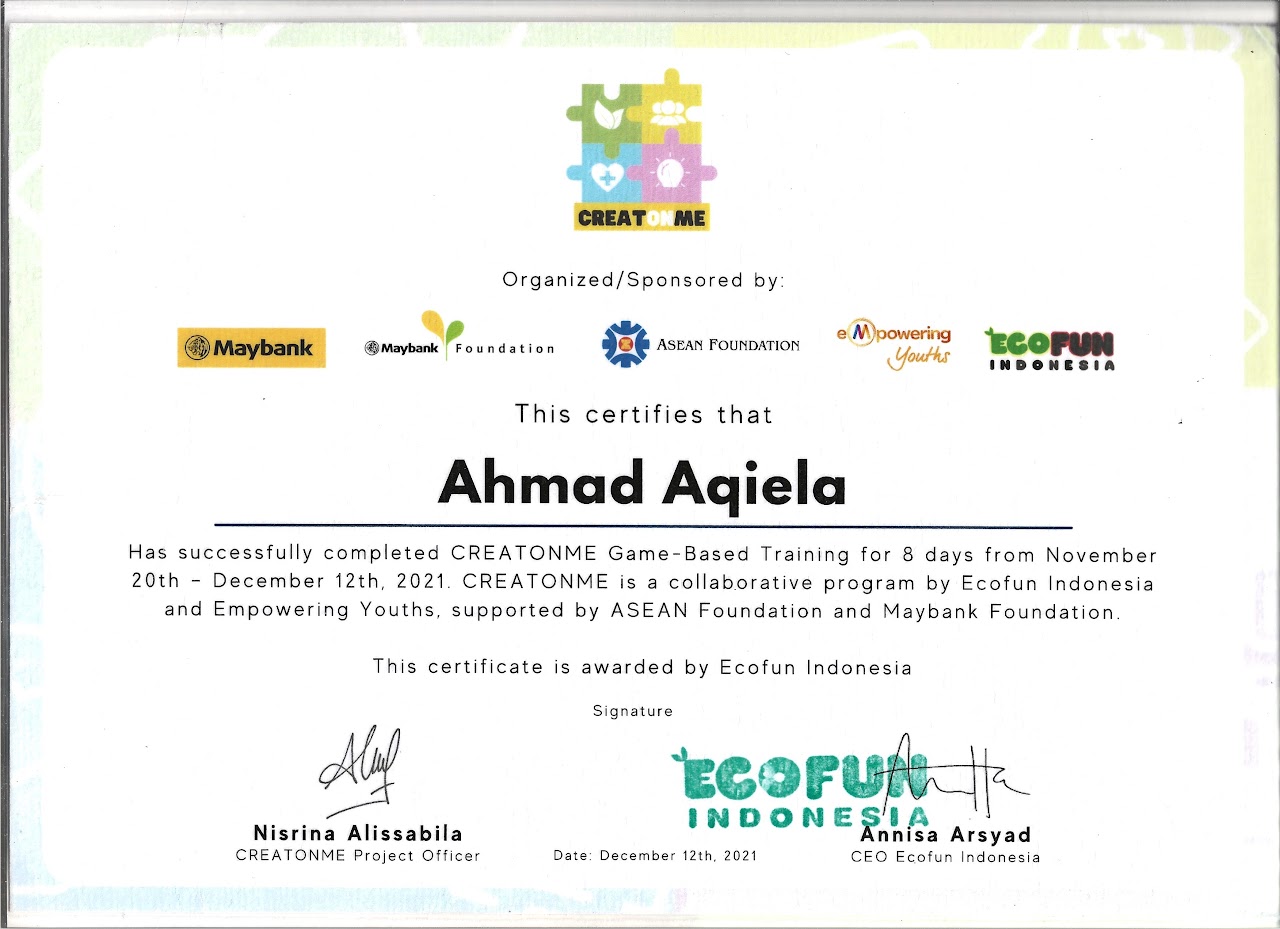 CREATONME
Organized/Sponsored by:
Maybank
Maybank Foundation
ASEAN FOUNDATION
eMpowering
Youths
ECOFUN
INDONESIA
This certifies that
Ahmad Aqiela
Has successfully completed CREATONME Game-Based Training for 8 days from November
20th – December 12th, 2021. CREATONME is a collaborative program by Ecofun Indonesia
and Empowering Youths, supported by ASEAN Foundation and Maybank Foundation.
This certificate is awarded by Ecofun Indonesia
Signature
ECOFUN
INDONESIA
Nisrina Alissabila
CREATONME Project Officer
Date: December 12th, 2021
Annisa Arsyad
CEO Ecofun Indonesia